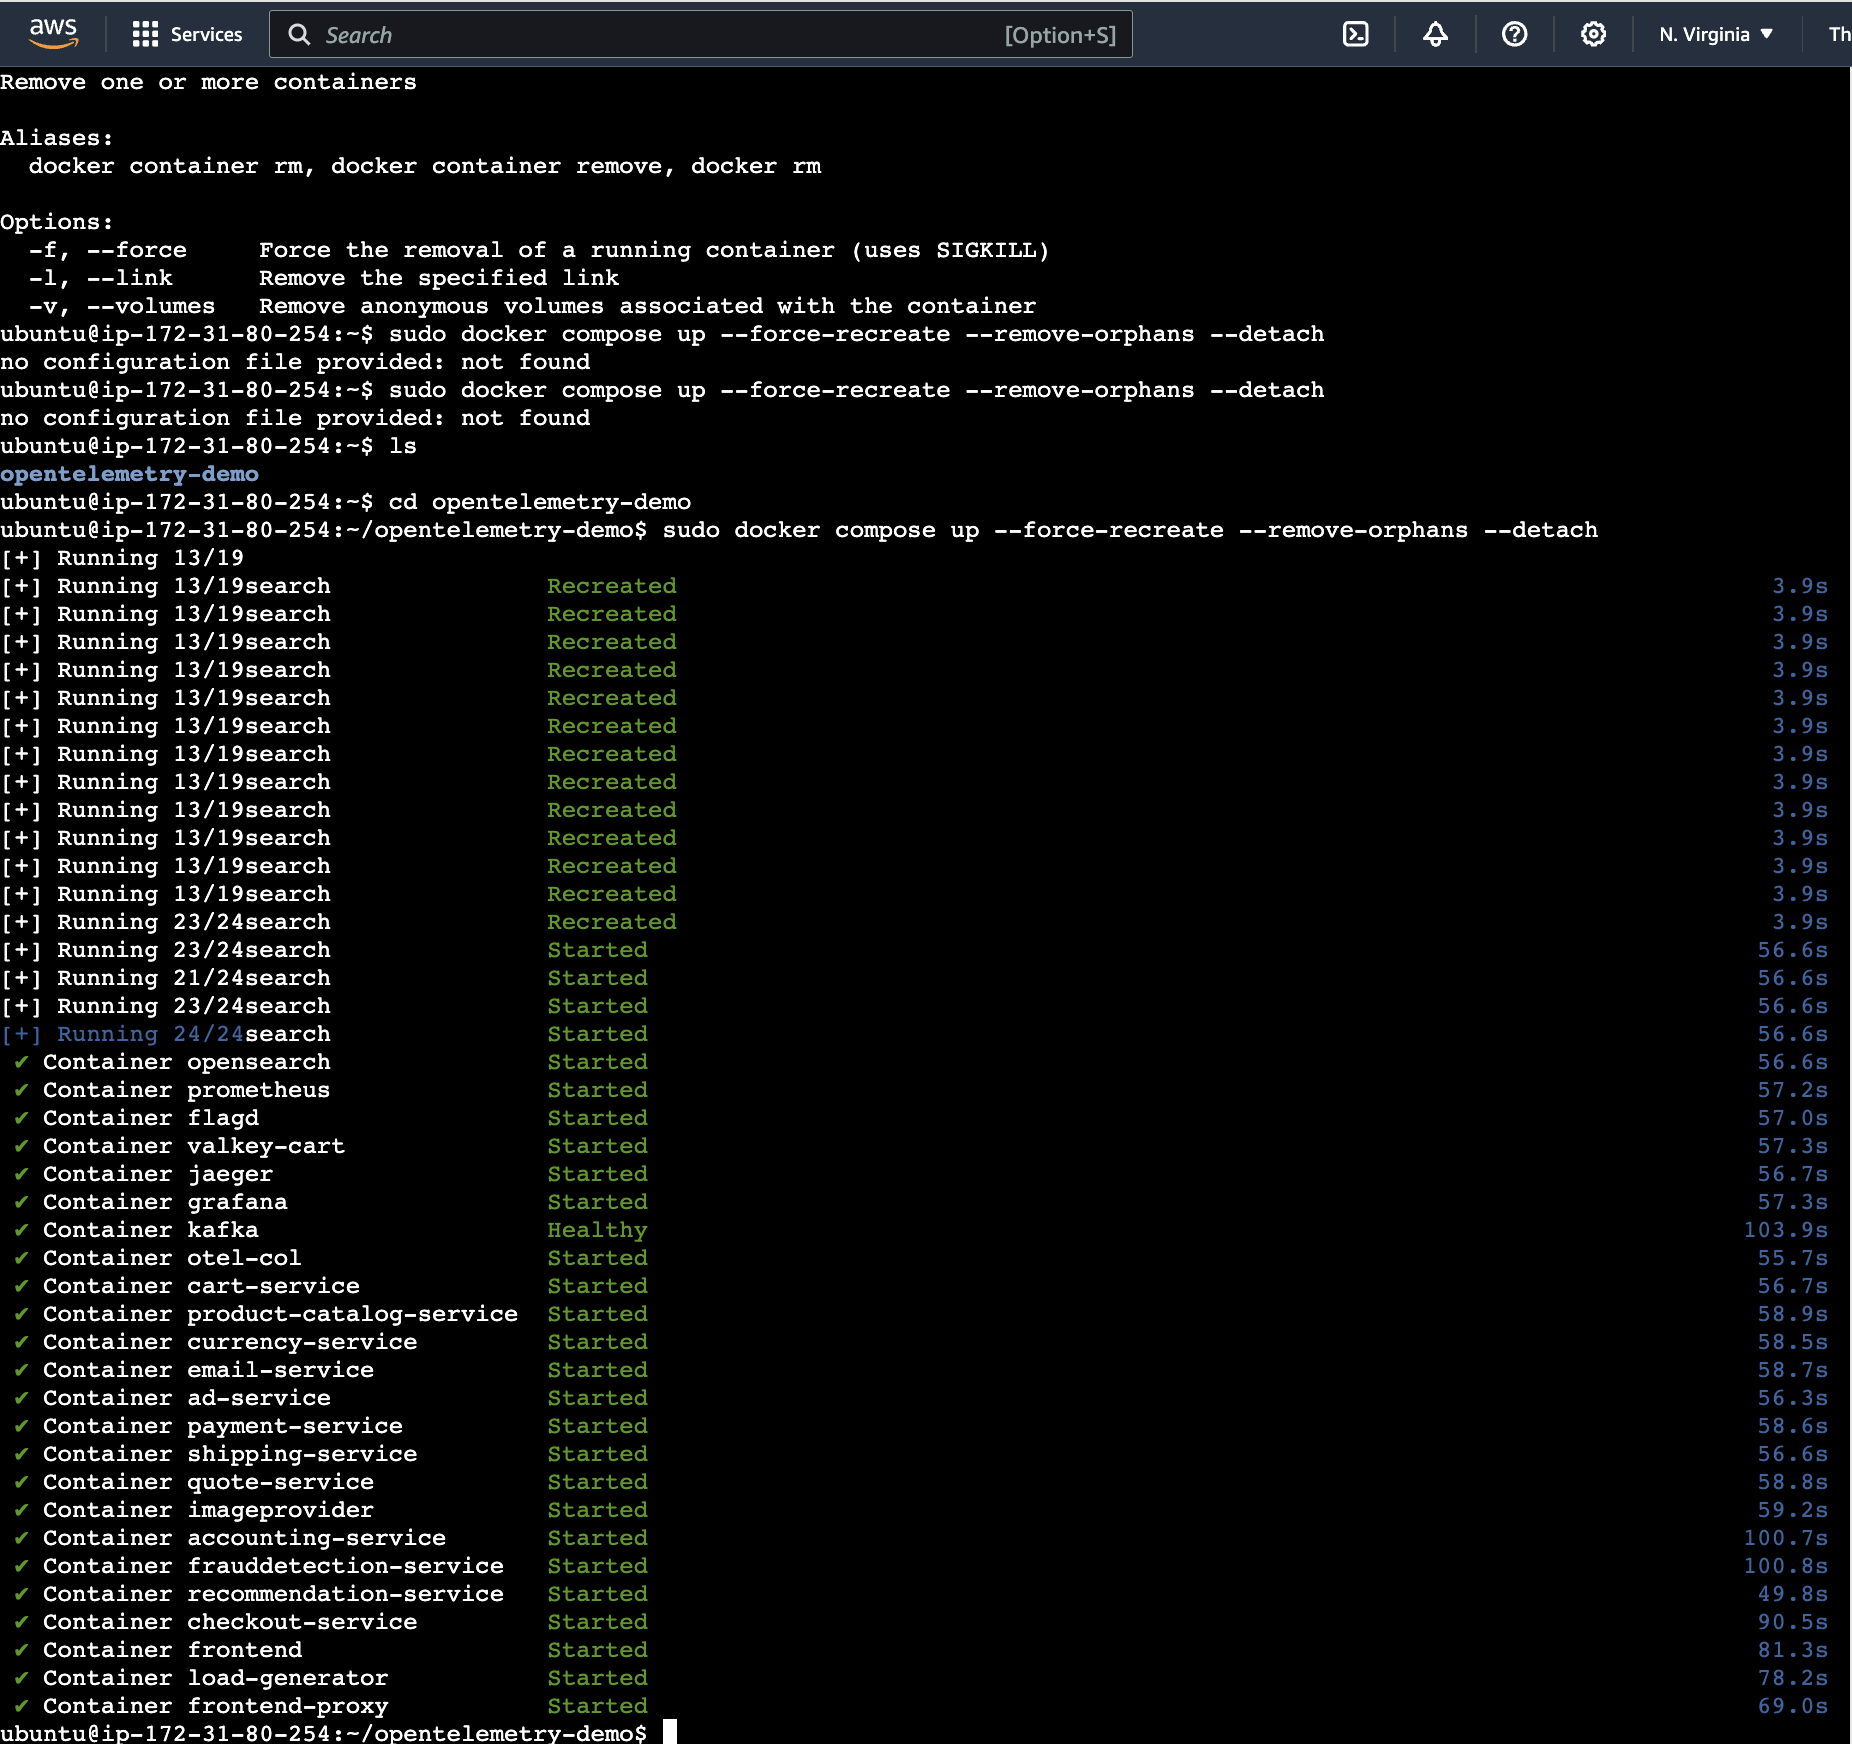 aws Services Search [Option+S] N. Virginia Th
Remove one or more containers
Aliases:
  docker container rm, docker container remove, docker rm
Options:
  -f, --force     Force the removal of a running container (uses SIGKILL)
  -l, --link      Remove the specified link
  -v, --volumes   Remove anonymous volumes associated with the container
ubuntu@ip-172-31-80-254:~$ sudo docker compose up --force-recreate --remove-orphans --detach
no configuration file provided: not found
ubuntu@ip-172-31-80-254:~$ sudo docker compose up --force-recreate --remove-orphans --detach
no configuration file provided: not found
ubuntu@ip-172-31-80-254:~$ ls
opentelemetry-demo
ubuntu@ip-172-31-80-254:~$ cd opentelemetry-demo
ubuntu@ip-172-31-80-254:~/opentelemetry-demo$ sudo docker compose up --force-recreate --remove-orphans --detach
[+] Running 13/19
[+] Running 13/19search Recreated 3.9s
[+] Running 13/19search Recreated 3.9s
[+] Running 13/19search Recreated 3.9s
[+] Running 13/19search Recreated 3.9s
[+] Running 13/19search Recreated 3.9s
[+] Running 13/19search Recreated 3.9s
[+] Running 13/19search Recreated 3.9s
[+] Running 13/19search Recreated 3.9s
[+] Running 13/19search Recreated 3.9s
[+] Running 13/19search Recreated 3.9s
[+] Running 13/19search Recreated 3.9s
[+] Running 13/19search Recreated 3.9s
[+] Running 23/24search Recreated 3.9s
[+] Running 23/24search Started 56.6s
[+] Running 21/24search Started 56.6s
[+] Running 23/24search Started 56.6s
[+] Running 24/24search Started 56.6s
✔ Container opensearch Started 56.6s
✔ Container prometheus Started 57.2s
✔ Container flagd Started 57.0s
✔ Container valkey-cart Started 57.3s
✔ Container jaeger Started 56.7s
✔ Container grafana Started 57.3s
✔ Container kafka Healthy 103.9s
✔ Container otel-col Started 55.7s
✔ Container cart-service Started 56.7s
✔ Container product-catalog-service Started 58.9s
✔ Container currency-service Started 58.5s
✔ Container email-service Started 58.7s
✔ Container ad-service Started 56.3s
✔ Container payment-service Started 58.6s
✔ Container shipping-service Started 56.6s
✔ Container quote-service Started 58.8s
✔ Container imageprovider Started 59.2s
✔ Container accounting-service Started 100.7s
✔ Container frauddetection-service Started 100.8s
✔ Container recommendation-service Started 49.8s
✔ Container checkout-service Started 90.5s
✔ Container frontend Started 81.3s
✔ Container load-generator Started 78.2s
✔ Container frontend-proxy Started 69.0s
ubuntu@ip-172-31-80-254:~/opentelemetry-demo$